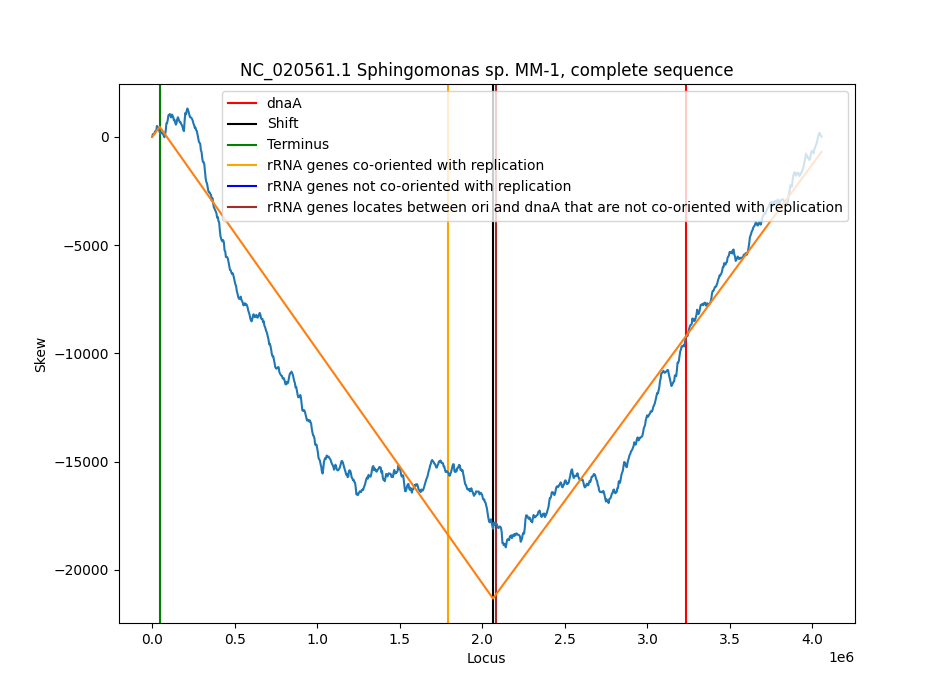 NC_020561.1 Sphingomonas sp. MM-1, complete sequence
dnaA
Shift
Terminus
rRNA genes co-oriented with replication
rRNA genes not co-oriented with replication
rRNA genes locates between ori and dnaA that are not co-oriented with replication
0
−5000
−10000
−15000
−20000
Skew
0.0 0.5 1.0 1.5 2.0 2.5 3.0 3.5 4.0
1e6
Locus